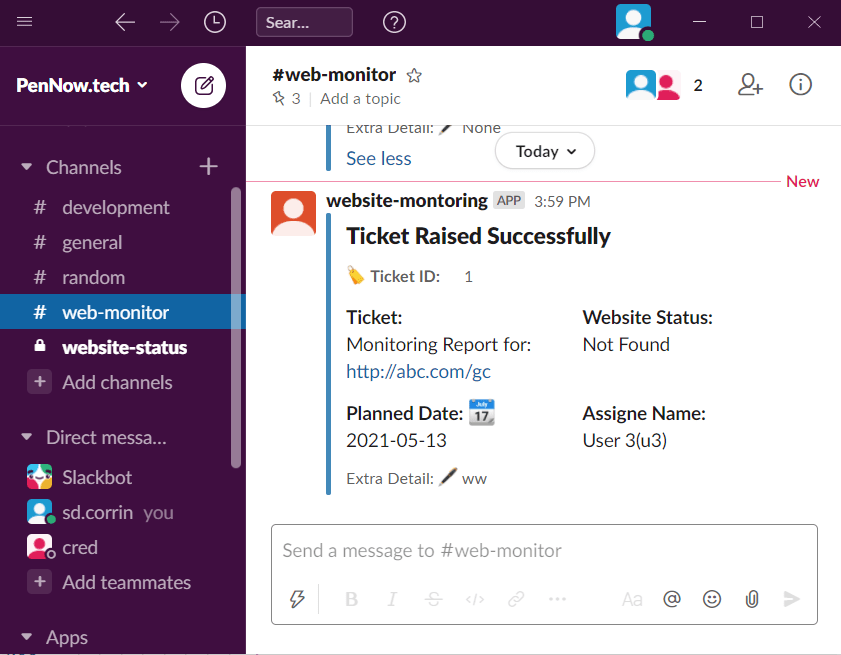 Sear...
PenNow.tech
Channels
# development
# general
# random
# web-monitor
website-status
+ Add channels
Direct messa...
Slackbot
sd.corrin you
cred
+ Add teammates
Apps
#web-monitor
3 | Add a topic
2
Extra Detail: None
See less
Today
New
website-montoring APP 3:59 PM
Ticket Raised Successfully
Ticket ID: 1
Ticket: Website Status:
Monitoring Report for: Not Found
http://abc.com/gc
Planned Date: July 17 Assigne Name:
2021-05-13 User 3(u3)
Extra Detail: ww
Send a message to #web-monitor
B I S </> ... Aa @